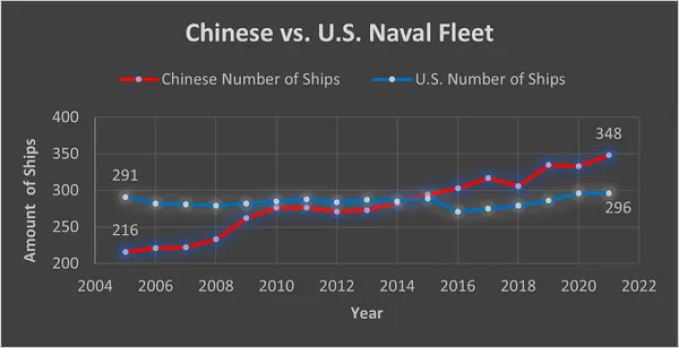 Chinese vs. U.S. Naval Fleet
Chinese Number of Ships U.S. Number of Ships
Amount of Ships
400
350
300
250
200
291
216
348
296
2004 2006 2008 2010 2012 2014 2016 2018 2020 2022
Year